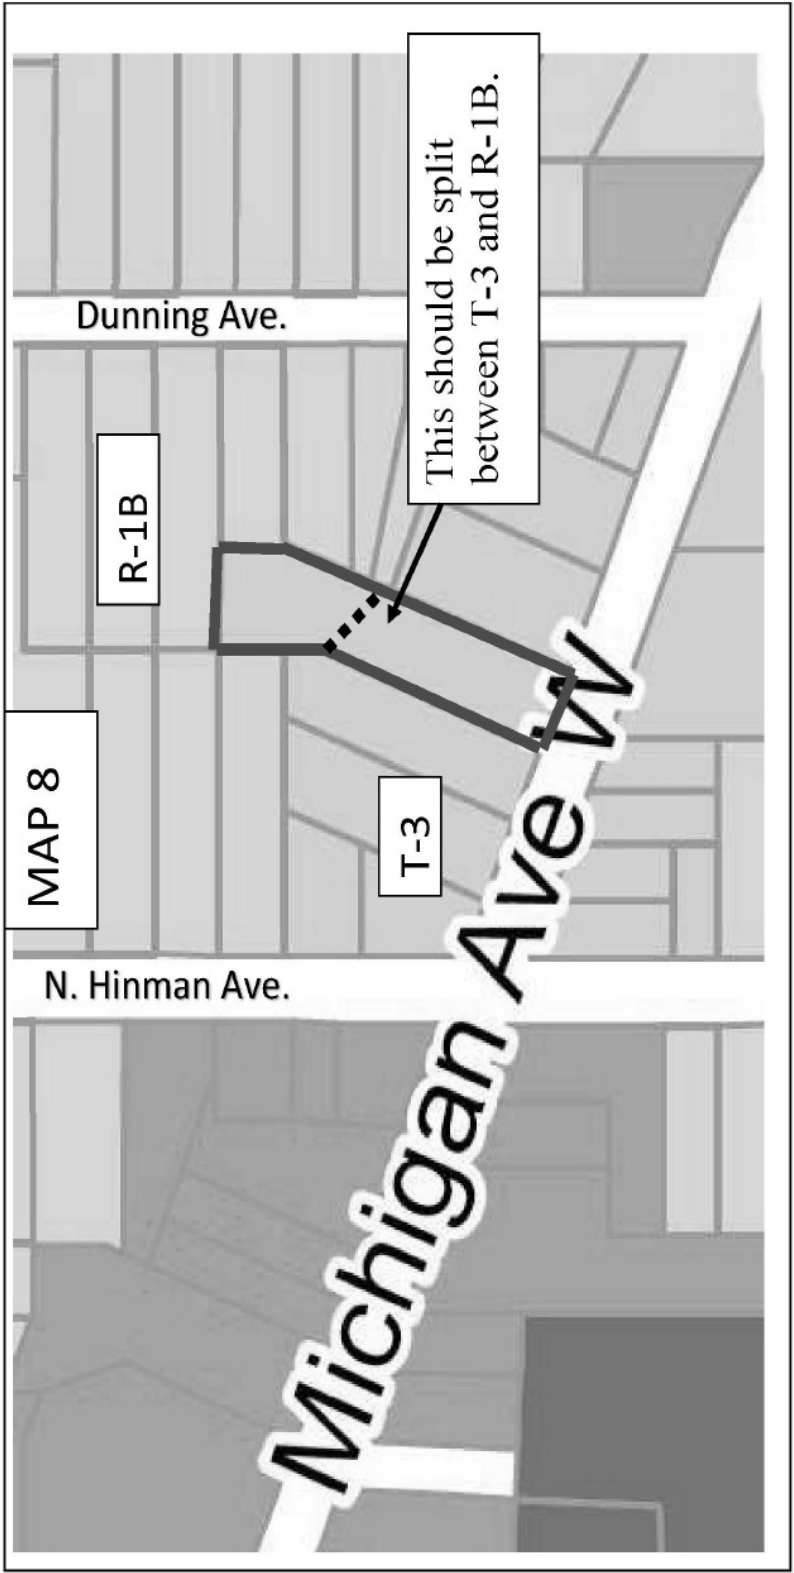 MAP 8
R-1B
Dunning Ave.
This should be split
between T-3 and R-1B.
T-3
N. Hinman Ave.
Michigan Ave W